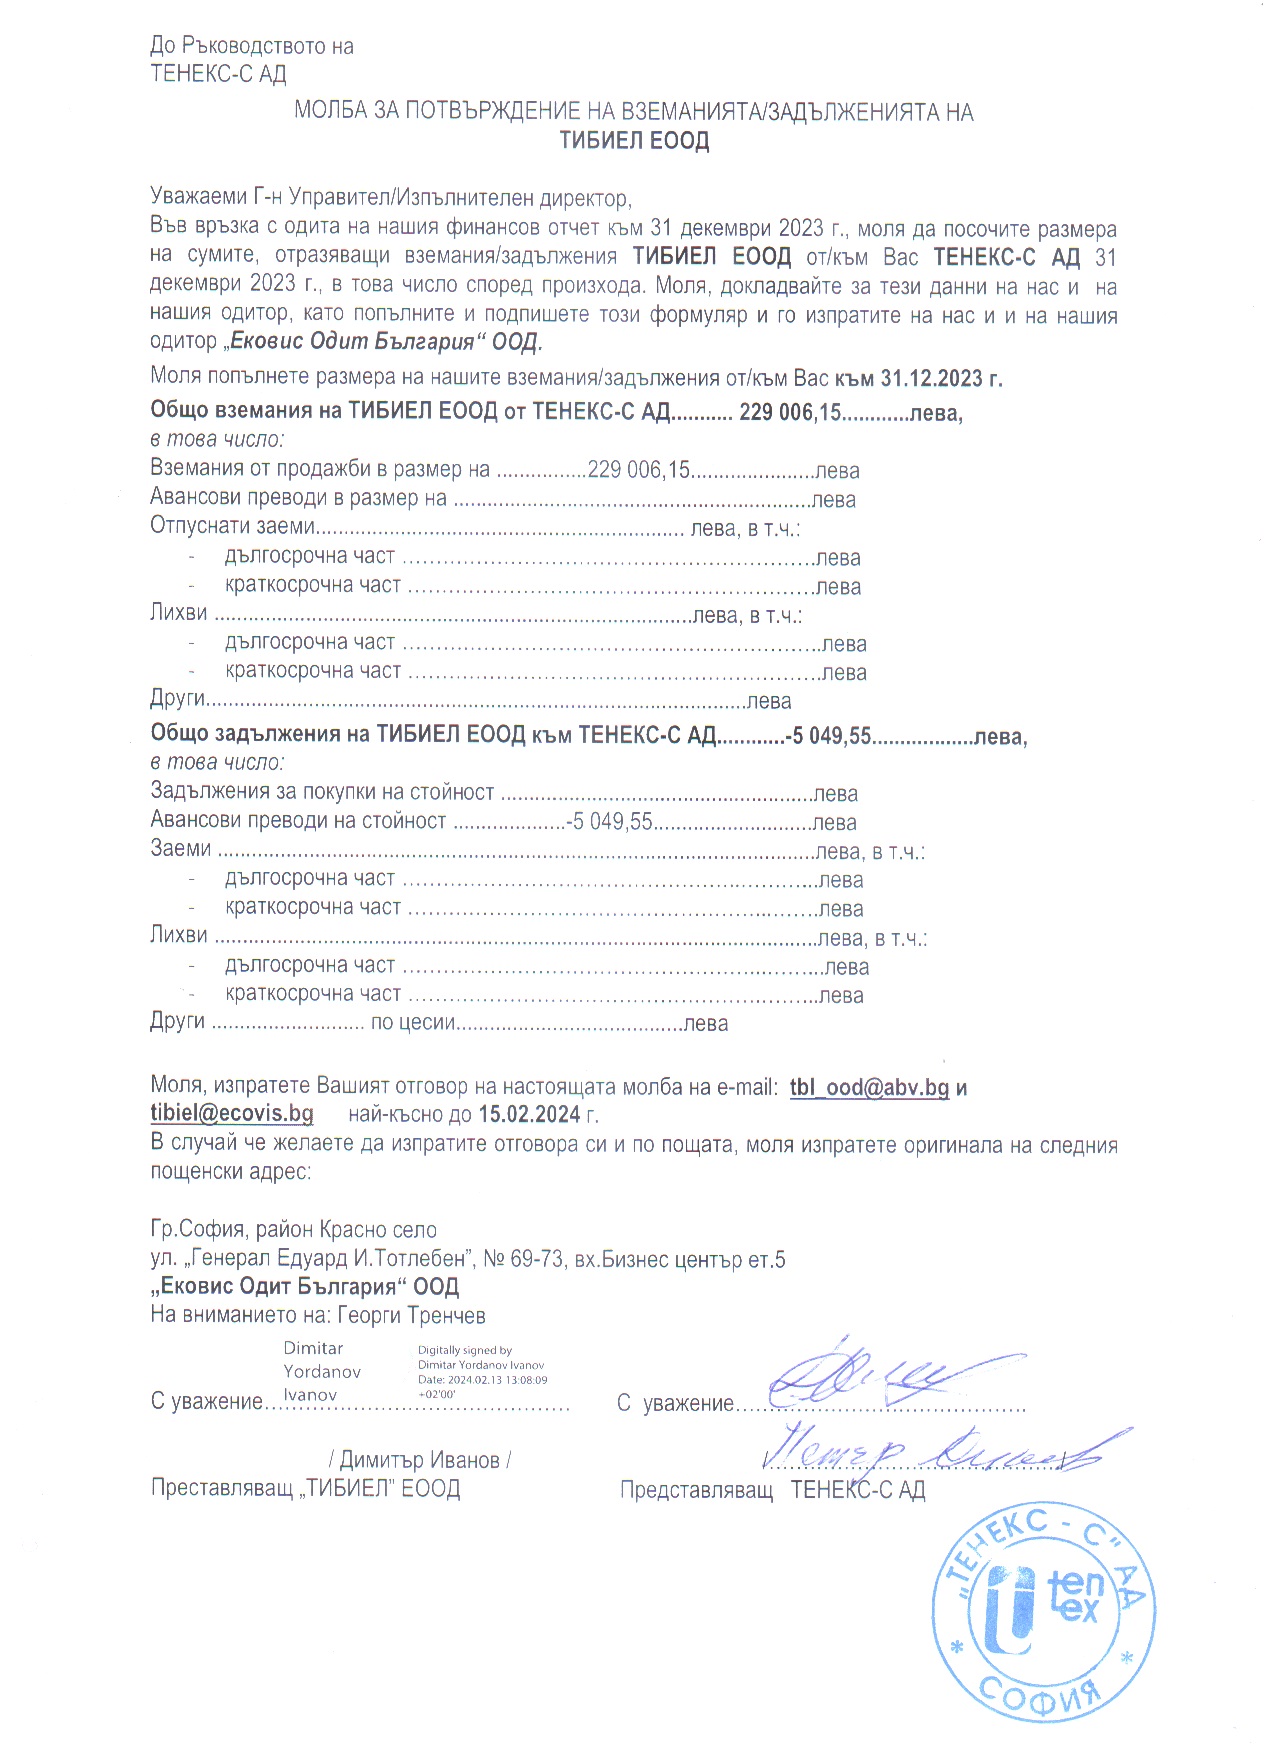 До Ръководството на
ТЕНЕКС-С АД
МОЛБА ЗА ПОТВЪРЖДЕНИЕ НА ВЗЕМАНИЯТА/ЗАДЪЛЖЕНИЯТА НА
ТИБИЕЛ ЕООД
Уважаеми Г-н Управител/Изпълнителен директор,
Във връзка с одита на нашия финансов отчет към 31 декември 2023 г., моля да посочите размера
на сумите, отразяващи вземания/задължения ТИБИЕЛ ЕООД от/към Вас ТЕНЕКС-С АД 31
декември 2023 г., в това число според произхода. Моля, докладвайте за тези данни на нас и на
нашия одитор, като попълните и подпишете този формуляр и го изпратите на нас и и на нашия
одитор „Ековис Одит България“ ООД.
Моля попълнете размера на нашите вземания/задължения от/към Вас към 31.12.2023 г.
Общо вземания на ТИБИЕЛ ЕООД от ТЕНЕКС-С АД........... 229 006,15............лева,
в това число:
Вземания от продажби в размер на ................229 006,15......................лева
Авансови преводи в размер на ...............................................................лева
Отпуснати заеми................................................................. лева, в т.ч.:
- дългосрочна част ……………………………………………………………..лева
- краткосрочна част …………………………………………………………….лева
Лихви ....................................................................................лева, в т.ч.:
- дългосрочна част ……………………………………………………………...лева
- краткосрочна част ……………………………………………………………..лева
Други...............................................................................................лева
Общо задължения на ТИБИЕЛ ЕООД към ТЕНЕКС-С АД............-5 049,55..................лева,
в това число:
Задължения за покупки на стойност .......................................................лева
Авансови преводи на стойност ....................-5 049,55............................лева
Заеми .........................................................................................................лева, в т.ч.:
- дългосрочна част ……………………………………………………………...лева
- краткосрочна част ……………………………………………………………..лева
Лихви ..........................................................................................................лева, в т.ч.:
- дългосрочна част ……………………………………………………………....лева
- краткосрочна част ……………………………………………………………..лева
Други ........................... по цесии........................................лева
Моля, изпратете Вашият отговор на настоящата молба на e-mail: tbl_ood@abv.bg и
tibiel@ecovis.bg най-късно до 15.02.2024 г.
В случай че желаете да изпратите отговора си и по пощата, моля изпратете оригинала на следния
пощенски адрес:
Гр.София, район Красно село
ул. „Генерал Едуард И.Тотлебен”, № 69-73, вх.Бизнес център ет.5
„Ековис Одит България“ ООД
На вниманието на: Георги Тренчев
Dimitar
Yordanov
Ivanov
Digitally signed by
Dimitar Yordanov Ivanov
Date: 2024.02.13 13:08:09
+02'00'
С уважение…………………………………………… С уважение…………………………………………
/ Димитър Иванов / Петър
Преставляващ „ТИБИЕЛ” ЕООД Представляващ ТЕНЕКС-С АД
„ТЕНЕКС - С" АД
ten
tex
* СОФИЯ *